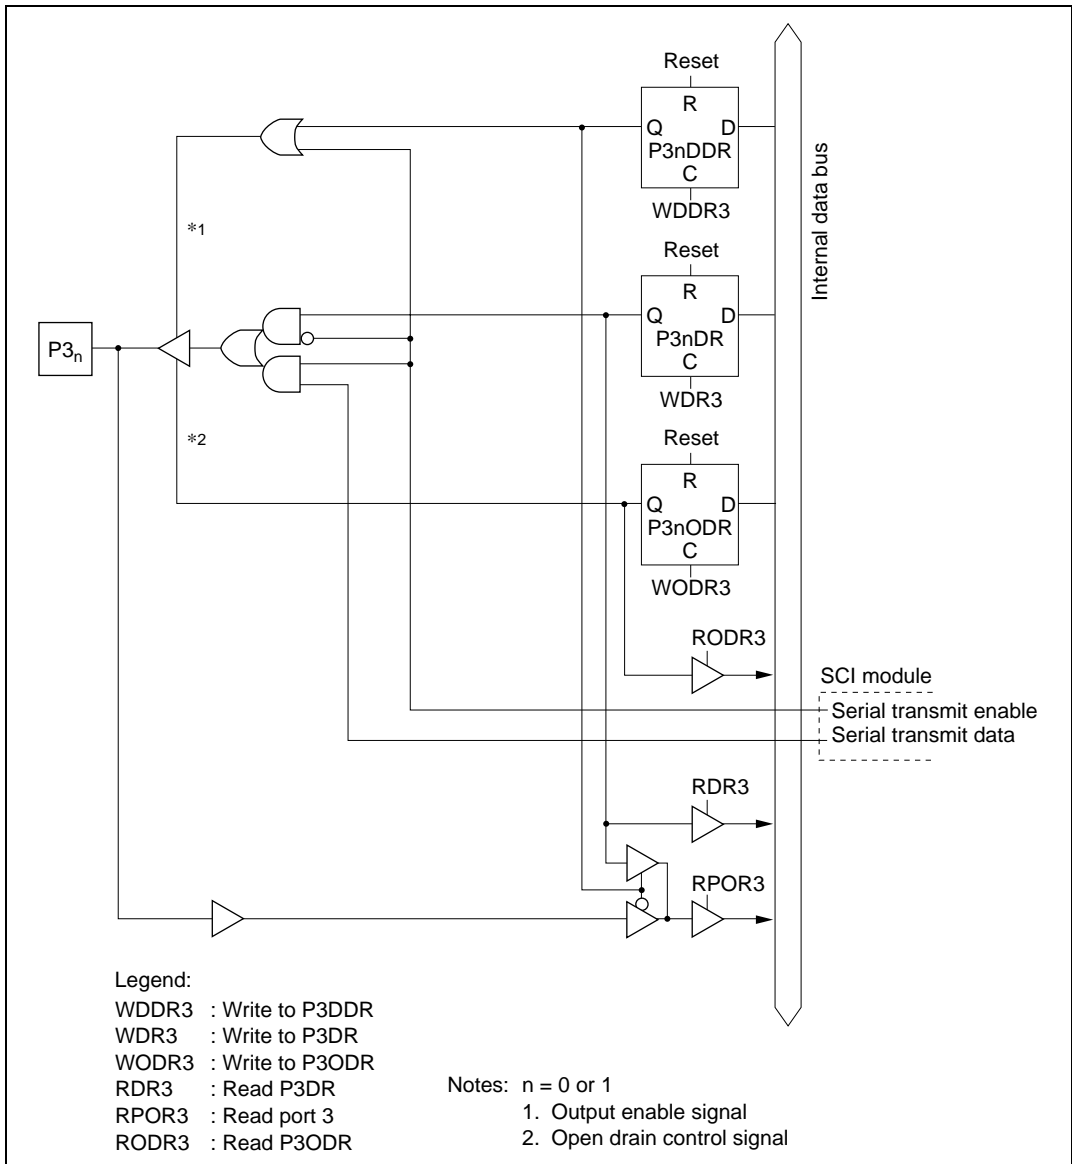 Reset
R
Q D
P3nDDR
C
WDDR3
*1
Reset
R
Q D
P3nDR
C
WDR3
P3n
*2
Reset
R
Q D
P3nODR
C
WODR3
Internal data bus
RODR3
SCI module
Serial transmit enable
Serial transmit data
RDR3
RPOR3
Legend:
WDDR3 : Write to P3DDR
WDR3 : Write to P3DR
WODR3 : Write to P3ODR
RDR3 : Read P3DR
RPOR3 : Read port 3
RODR3 : Read P3ODR
Notes: n = 0 or 1
1. Output enable signal
2. Open drain control signal